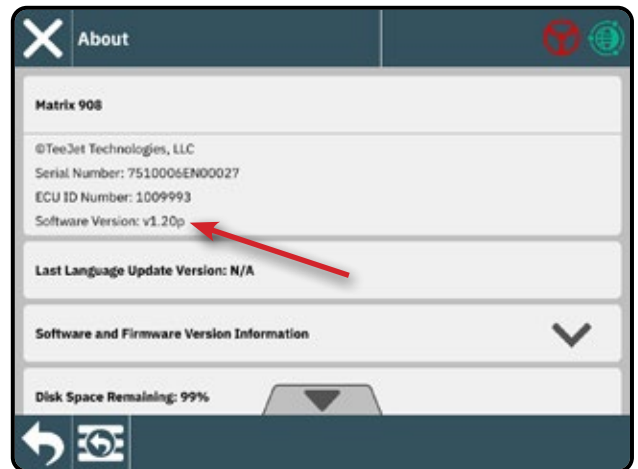 About
Matrix 908
©TeeJet Technologies, LLC
Serial Number: 7510006EN00027
ECU ID Number: 1009993
Software Version: v1.20p
Last Language Update Version: N/A
Software and Firmware Version Information
Disk Space Remaining: 99%